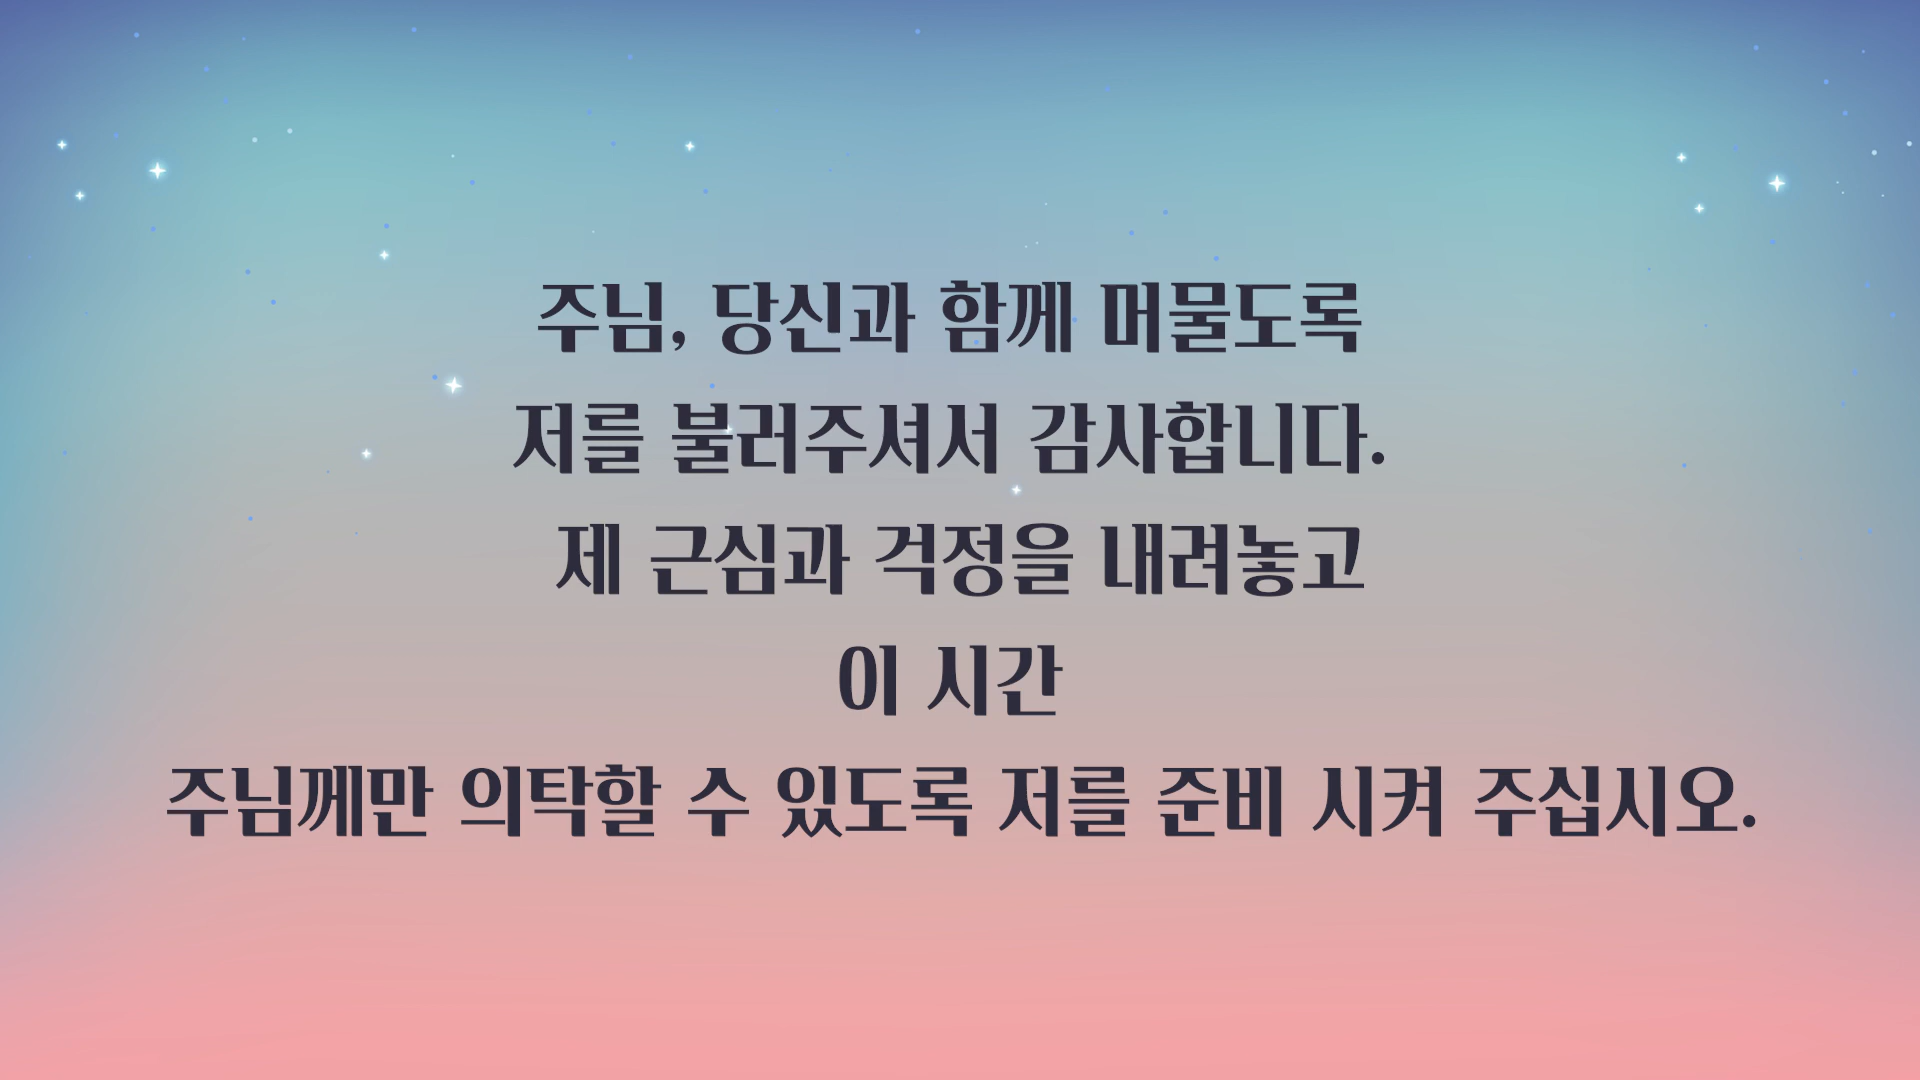 주님, 당신과 함께 머물도록
저를 불러주셔서 감사합니다.
제 근심과 걱정을 내려놓고
이 시간
주님께만 의탁할 수 있도록 저를 준비 시켜 주십시오.